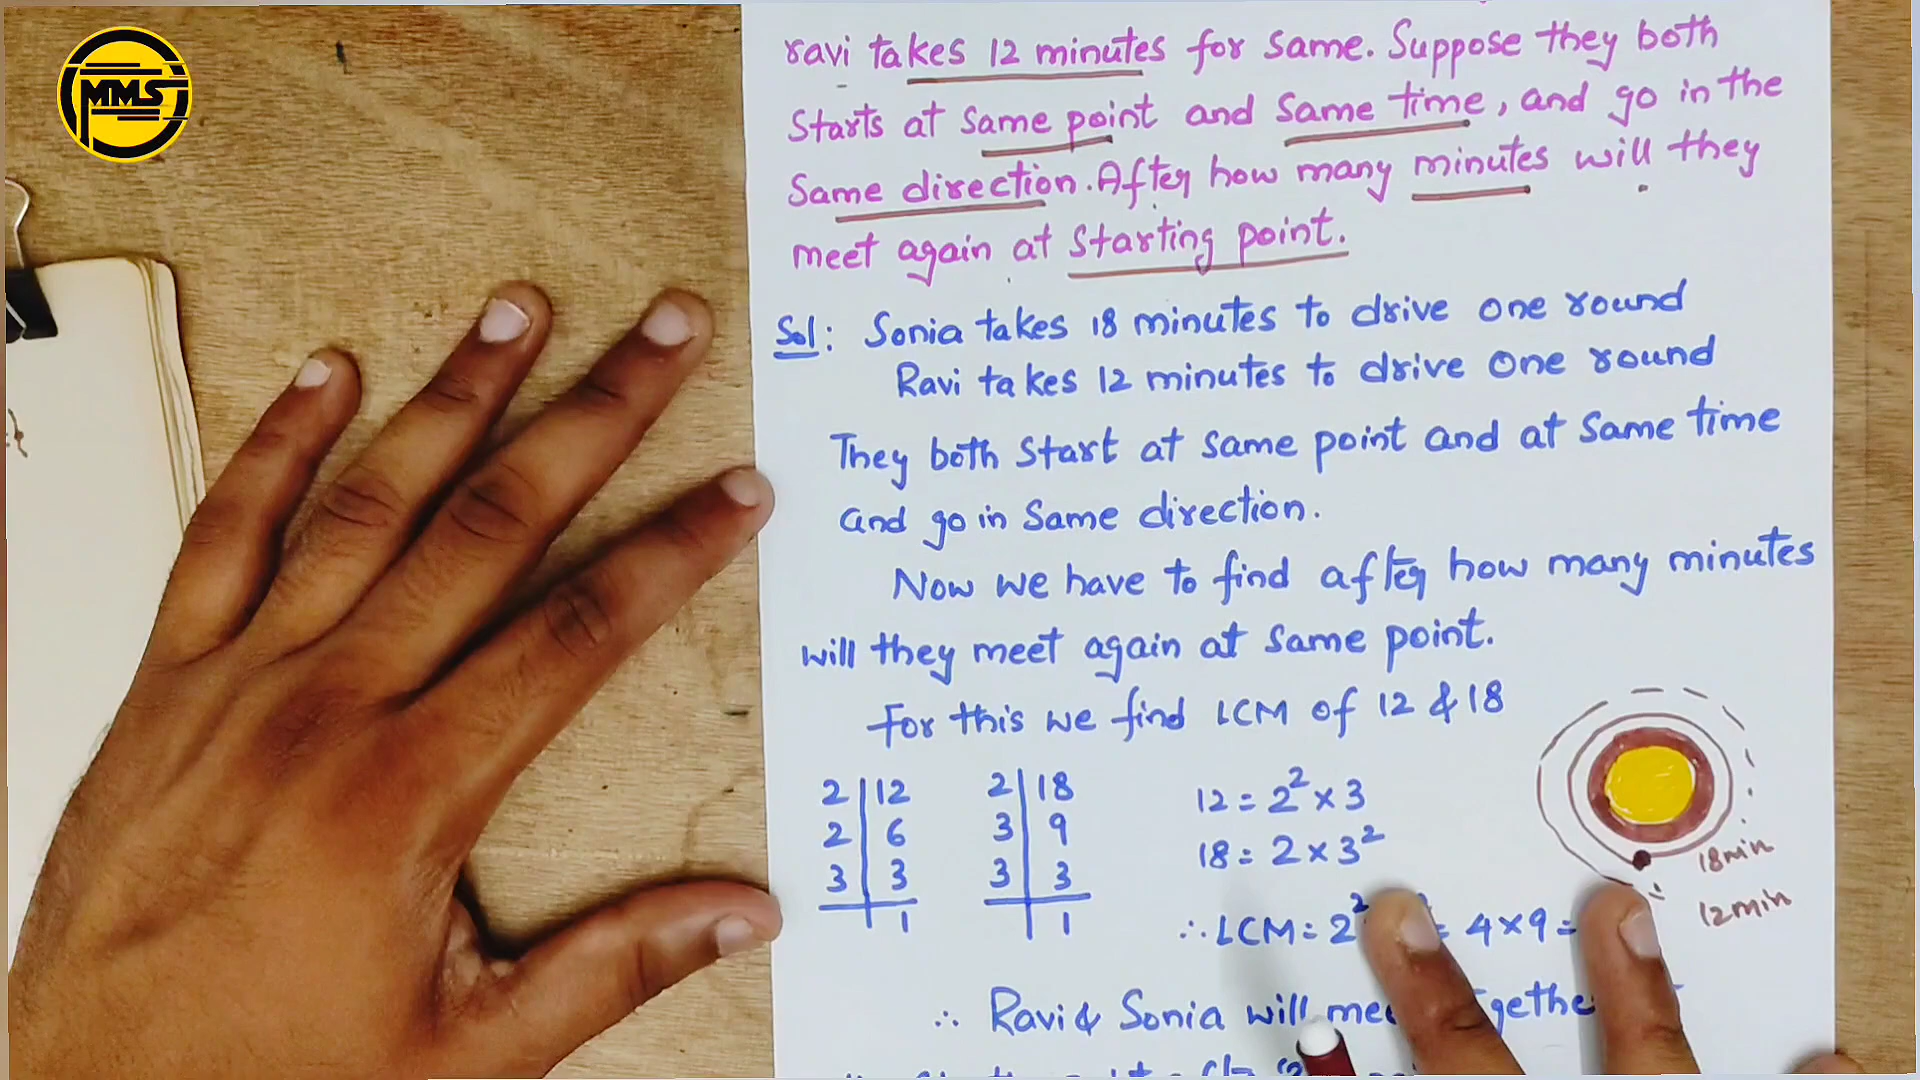 MMS
ravi takes 12 minutes for same. Suppose they both
Starts at same point and same time, and go in the
Same direction. After how many minutes will they
meet again at starting point.
Sol: Sonia takes 18 minutes to drive one round
Ravi takes 12 minutes to drive one round
They both start at same point and at same time
and go in same direction.
Now we have to find after how many minutes
will they meet again at same point.
For this we find LCM of 12 & 18
2 | 12
2 | 6
3 | 3
1
2 | 18
3 | 9
3 | 3
1
12 = 2² × 3
18 = 2 × 3²
∴ LCM = 2² = 4 × 9 =
18min
12min
∴ Ravi & Sonia will